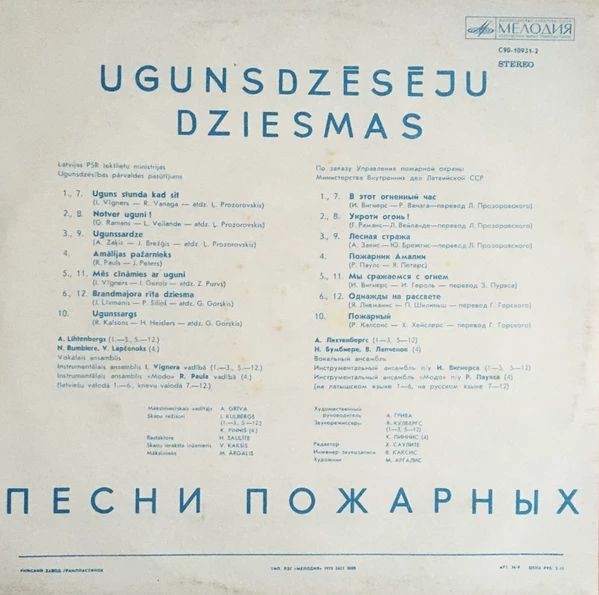 МЕЛОДИЯ
С90-10931-2
STEREO
UGUNSDZĒSĒJU
DZIESMAS
Latvijas PSR Iekšlietu ministrijas
Ugunsdzēsības pārvaldes pasūtījums
1., 7. Uguns stunda kad sit
(I. Vīgners — R. Vanaga — atdz. Ļ. Prozorovskis)
2., 8. Notver uguni!
(Ģ. Ramans — L. Veilande — atdz. Ļ. Prozorovskis)
3., 9. Ugunssardze
(A. Zaķis — J. Brežģis — atdz. Ļ. Prozorovskis)
4. Amālijas pažarnieks
(R. Pauls — J. Peters)
5., 11. Mēs cīnāmies ar uguni
(I. Vīgners — I. Gerols — atdz. Z. Purvs)
6., 12. Brandmajora rīta dziesma
(J. Līvmanis — P. Siliņš — atdz. G. Gorskis)
10. Ugunssargs
(R. Kalsons — H. Heislers — atdz. G. Gorskis)
A. Lihtenbergs (1.—3., 5.—12.)
N. Bumbiere, V. Lapčenoks (4.)
Vokālais ansamblis
Instrumentālais ansamblis I. Vīgnera vadībā (1.—3., 5.—12.)
Instrumentālais ansamblis «Modo» R. Paula vadībā (4.)
(latviešu valodā 1.—6., krievu valodā 7.—12.)
Mākslinieciskais vadītājs A. GRĪVA
Skaņu režisori J. KULBERGS
(1.—3., 5.—12.)
K. PINNIS (4.)
Redaktore H. SAULĪTE
Skaņu ieraksta inženieris V. KAKSIS
Mākslinieks M. ĀRGALIS
По заказу Управления пожарной охраны
Министерства Внутренних дел Латвийской ССР
1., 7. В этот огненный час
(И. Вигнерс — Р. Ванага — перевод Л. Прозоровского)
2., 8. Укроти огонь!
(Г. Раманс — Л. Вейланде — перевод Л. Прозоровского)
3., 9. Лесная стража
(А. Закис — Ю. Брежгис — перевод Л. Прозоровского)
4. Пожарник Амалии
(Р. Паулс — Я. Петерс)
5., 11. Мы сражаемся с огнем
(И. Вигнерс — И. Героль — перевод З. Пурвса)
6., 12. Однажды на рассвете
— П. Шилиньш — перевод Г. Горского)
10. Пожарный
(Р. Калсонс — Х. Хейслерс — перевод Г. Горского)
А. Лихтенбергс (1—3, 5—12)
Н. Бумбиере, В. Лапченок (4)
Вокальный ансамбль
Инструментальный ансамбль п/у И. Вигнерса (1—3, 5—12)
Инструментальный ансамбль «Модо» п/у Р. Паулса (4)
(на латышском языке 1—6, на русском языке 7—12)
Художественный
руководитель А. ГРИВА
Звукорежиссеры Я. КУЛБЕРГС
(1—3, 5—12)
К. ПИННИС (4)
Редактор Х. САУЛИТЕ
Инженер звукозаписи В. КАКСИС
Художник М. АРГАЛИС
ПЕСНИ ПОЖАРНЫХ
РИЖСКИЙ ЗАВОД ГРАМПЛАСТИНОК